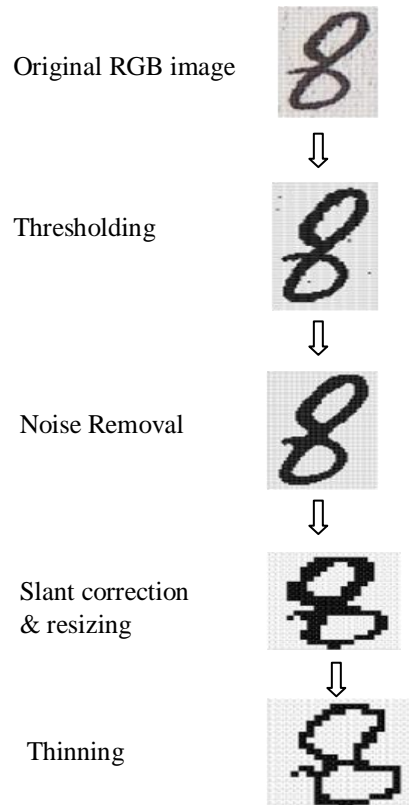 Original RGB image
8
Thresholding
8
Noise Removal
8
Slant correction
& resizing
8
Thinning
8